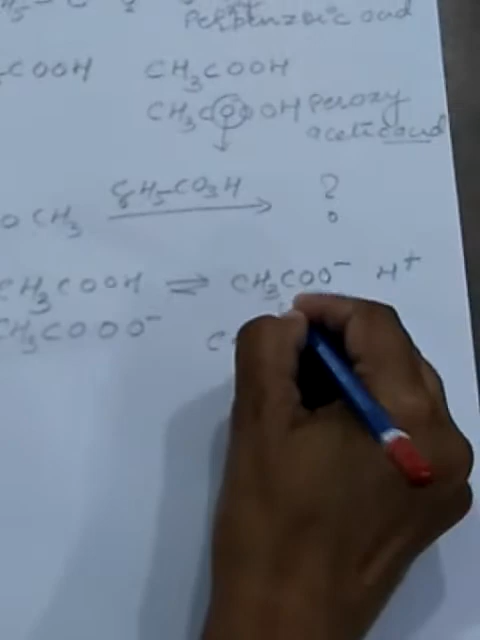 Perbenzoic acid
COOH CH₃COOH
CH₃COOOH Peroxy
acetic acid
OCH₃ C₆H₅-CO₃H → ?
CH₃COOH ⇌ CH₃COO⁻ H⁺
CH₃COOO⁻ C